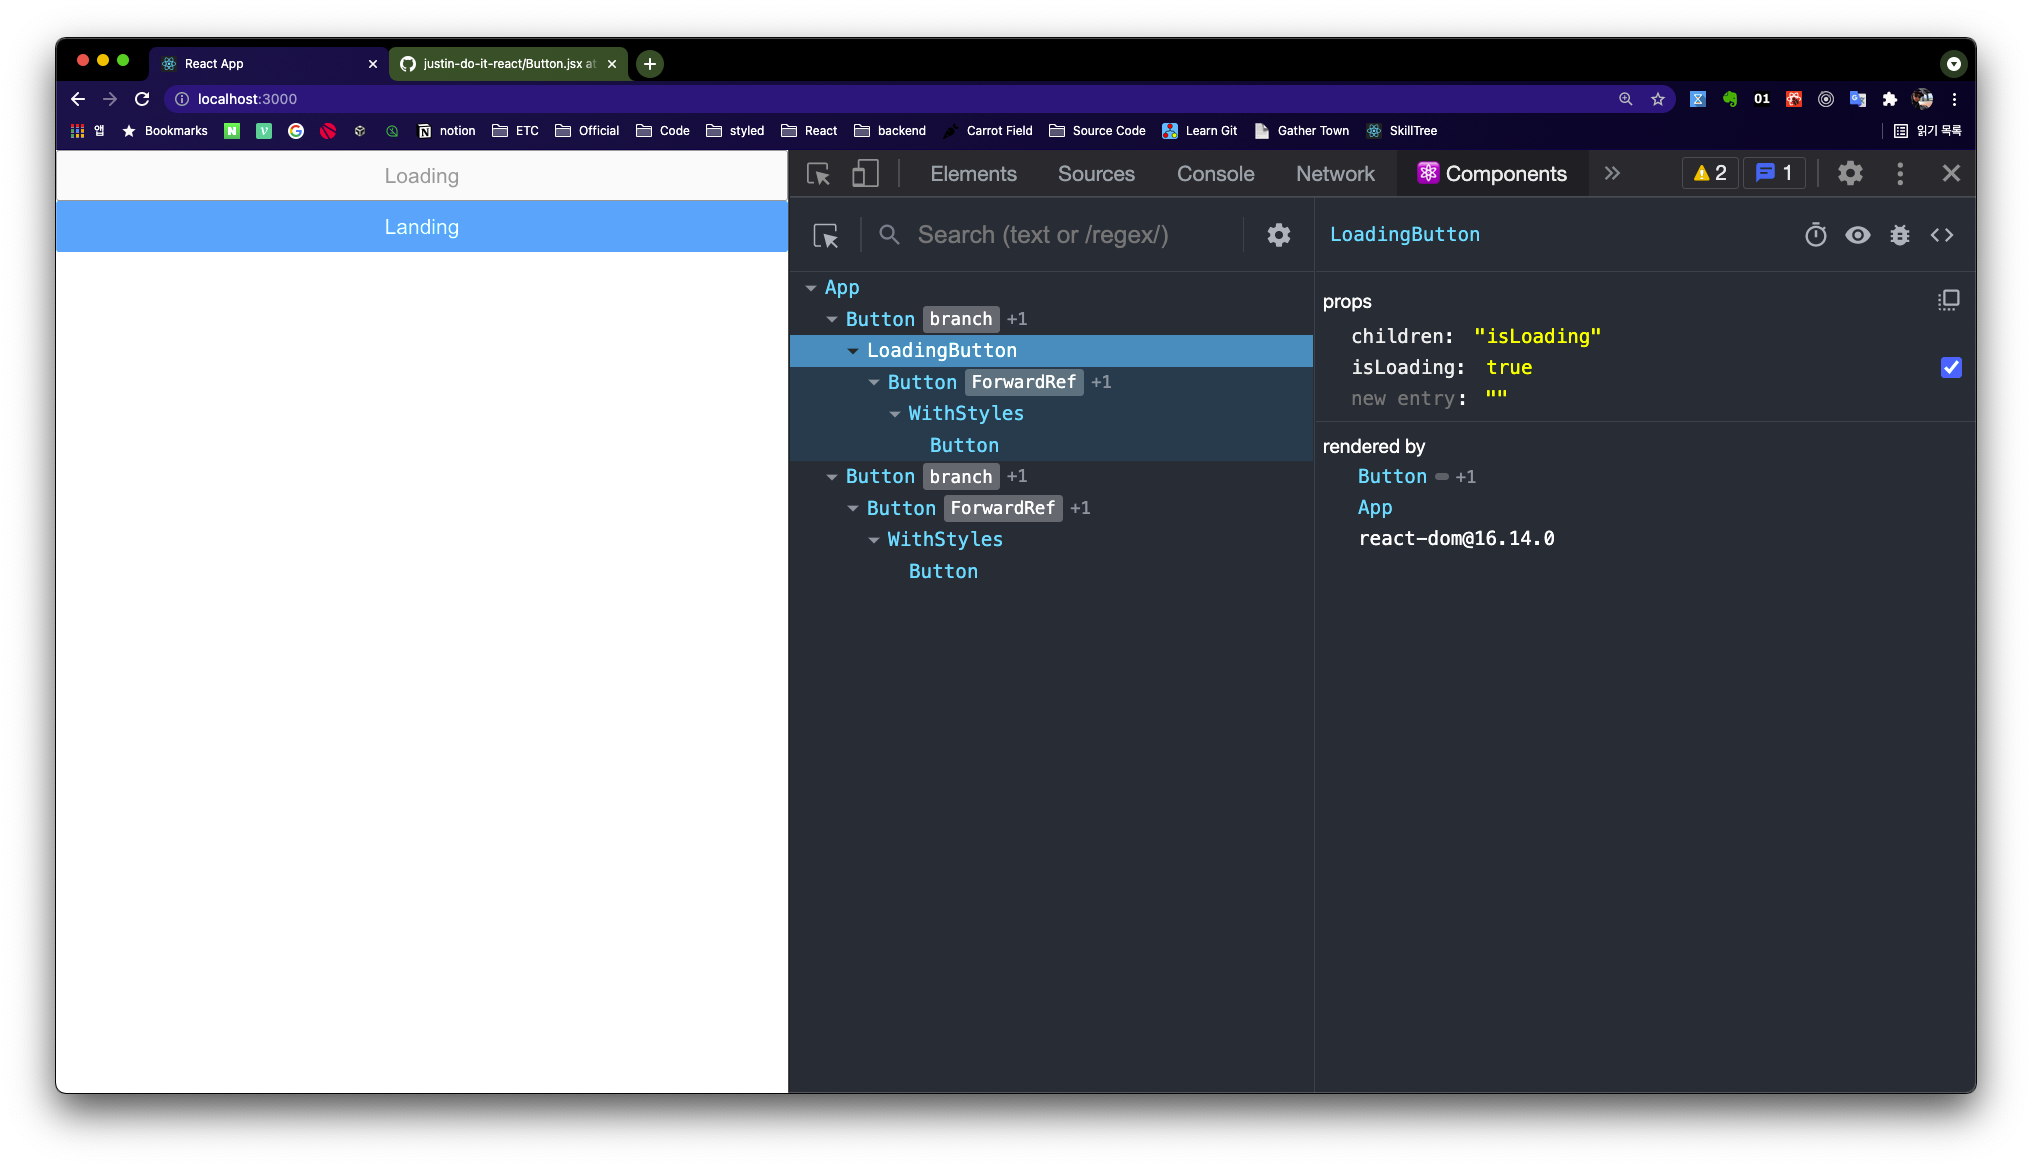 React App
justin-do-it-react/Button.jsx at
localhost:3000
01
앱
Bookmarks
notion
ETC
Official
Code
styled
React
backend
Carrot Field
Source Code
Learn Git
Gather Town
SkillTree
읽기 목록
Loading
Landing
Elements Sources Console Network Components 2 1
Search (text or /regex/)
App
Button branch +1
LoadingButton
Button ForwardRef +1
WithStyles
Button
Button branch +1
Button ForwardRef +1
WithStyles
Button
LoadingButton
props
children: "isLoading"
isLoading: true
new entry: ""
rendered by
Button +1
App
react-dom@16.14.0